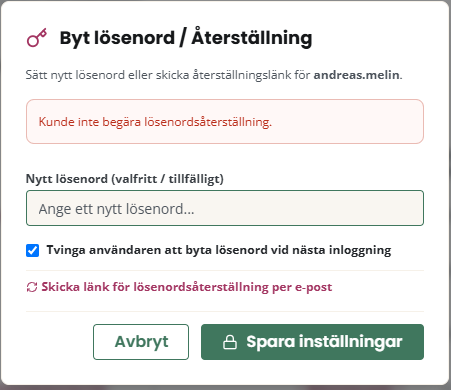 Byt lösenord / Återställning
Sätt nytt lösenord eller skicka återställningslänk för andreas.melin.
Kunde inte begära lösenordsåterställning.
Nytt lösenord (valfritt / tillfälligt)
Ange ett nytt lösenord...
Tvinga användaren att byta lösenord vid nästa inloggning
Skicka länk för lösenordsåterställning per e-post
Avbryt
Spara inställningar